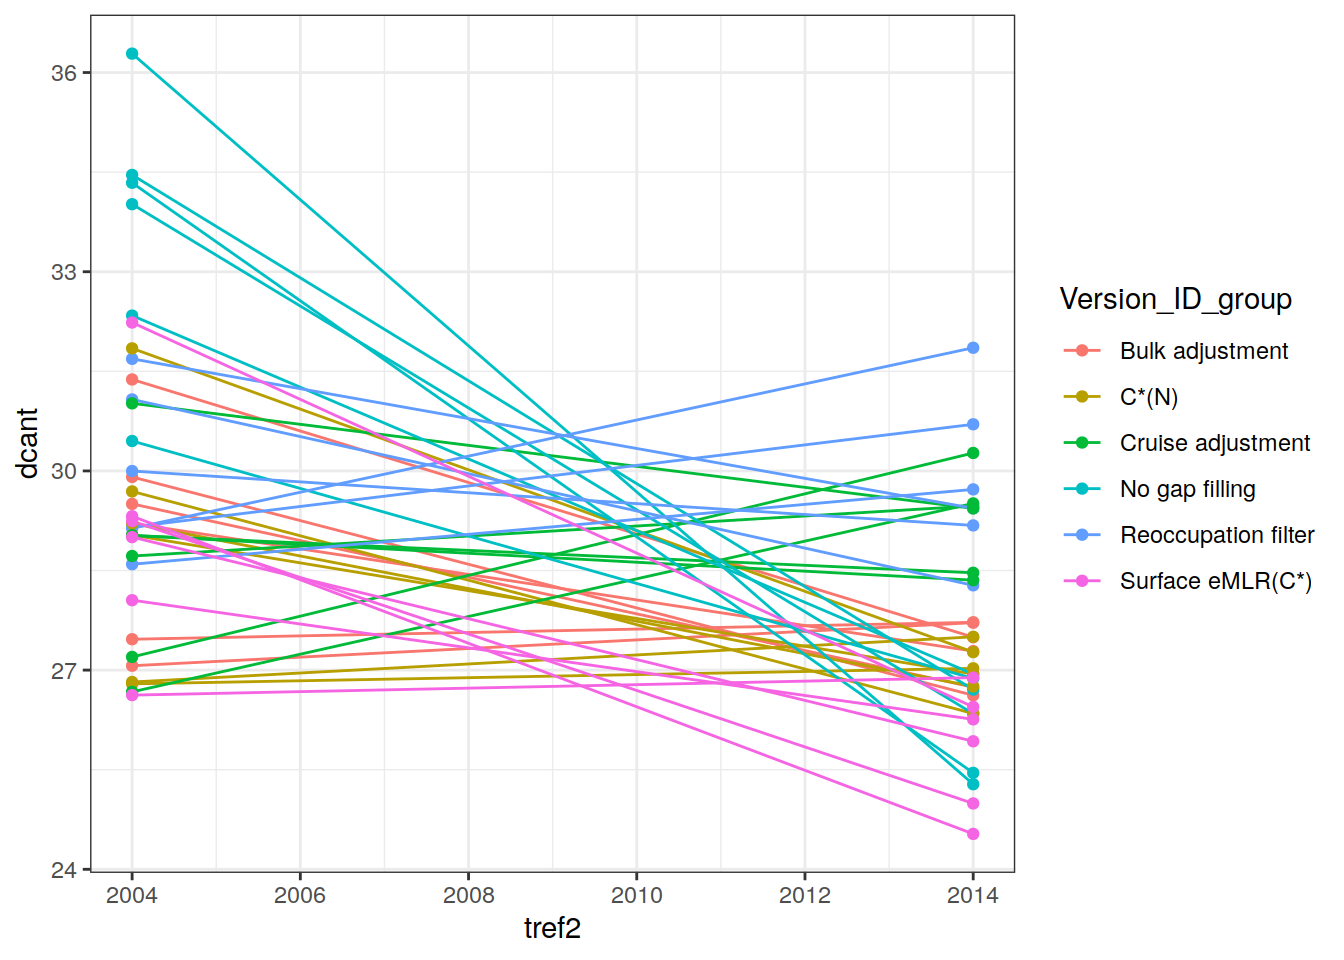 36
33
30
27
24
dcant
2004 2006 2008 2010 2012 2014
tref2
Version_ID_group
Bulk adjustment
C*(N)
Cruise adjustment
No gap filling
Reoccupation filter
Surface eMLR(C*)